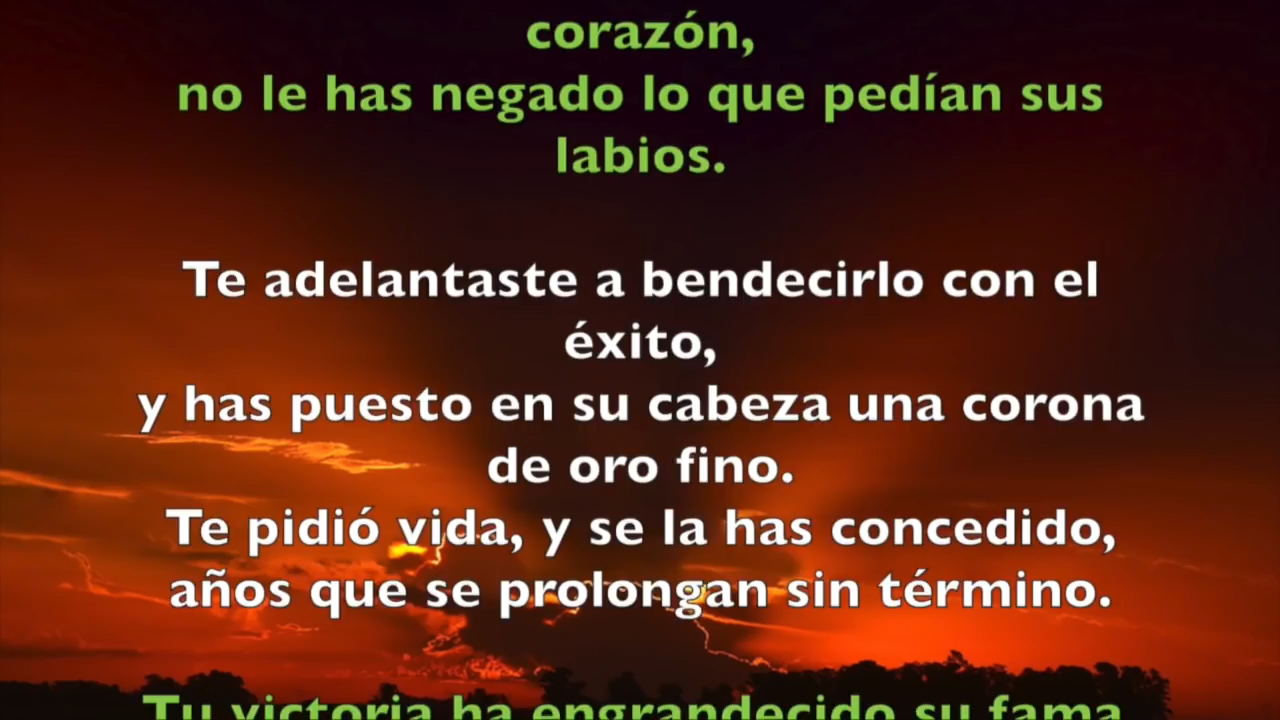 corazón,
no le has negado lo que pedían sus
labios.
Te adelantaste a bendecirlo con el
éxito,
y has puesto en su cabeza una corona
de oro fino.
Te pidió vida, y se la has concedido,
años que se prolongan sin término.
Tu victoria ha engrandecido su fama